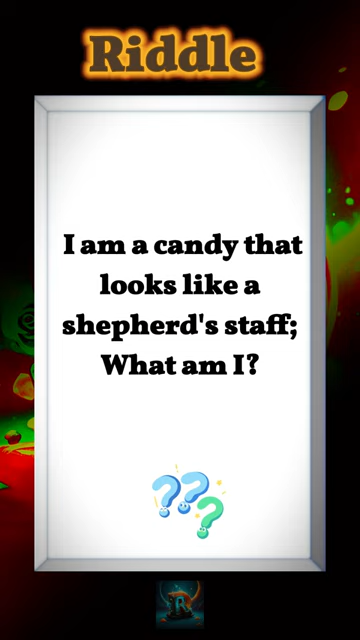 Riddle
I am a candy that
looks like a
shepherd's staff;
What am I?